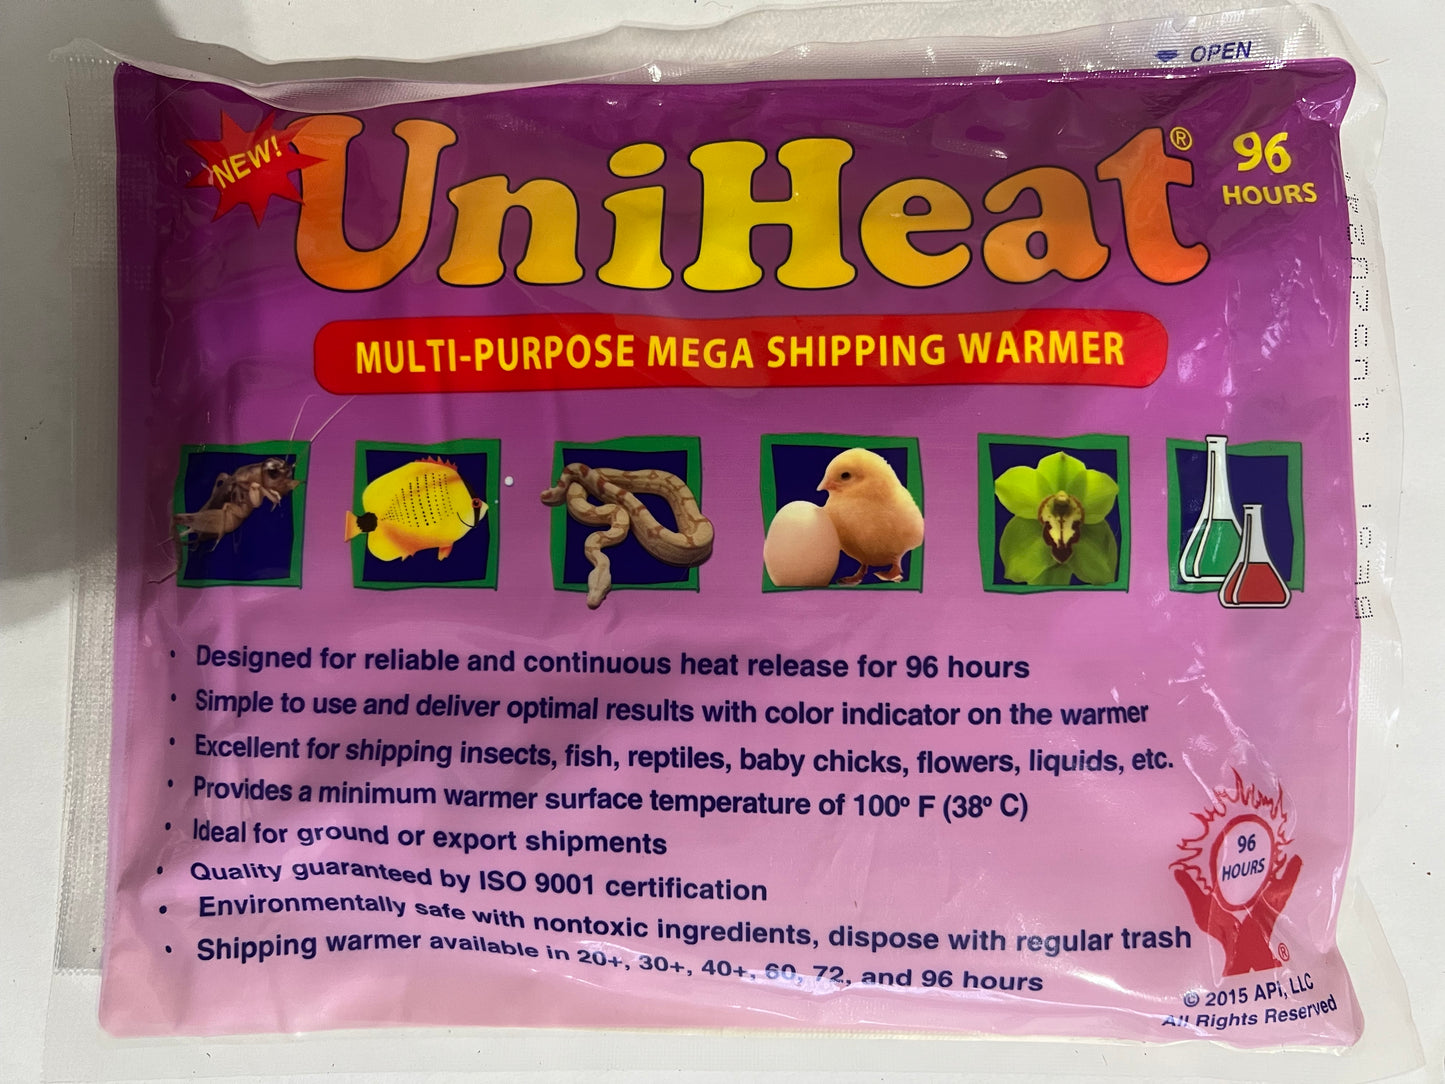 OPEN
NEW!
UniHeat®
96
HOURS
MULTI-PURPOSE MEGA SHIPPING WARMER
• Designed for reliable and continuous heat release for 96 hours
• Simple to use and deliver optimal results with color indicator on the warmer
• Excellent for shipping insects, fish, reptiles, baby chicks, flowers, liquids, etc.
• Provides a minimum warmer surface temperature of 100º F (38º C)
• Ideal for ground or export shipments
• Quality guaranteed by ISO 9001 certification
• Environmentally safe with nontoxic ingredients, dispose with regular trash
• Shipping warmer available in 20+, 30+, 40+, 60, 72, and 96 hours
96
HOURS
®
© 2015 API, LLC
All Rights Reserved